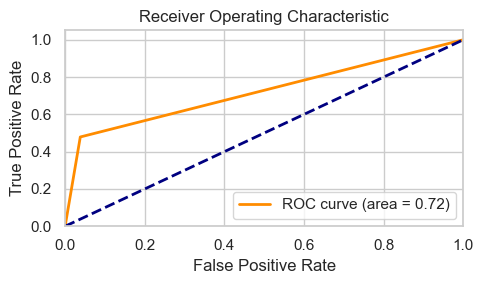 Receiver Operating Characteristic
True Positive Rate
1.0
0.8
0.6
0.4
0.2
0.0
ROC curve (area = 0.72)
0.0 0.2 0.4 0.6 0.8 1.0
False Positive Rate